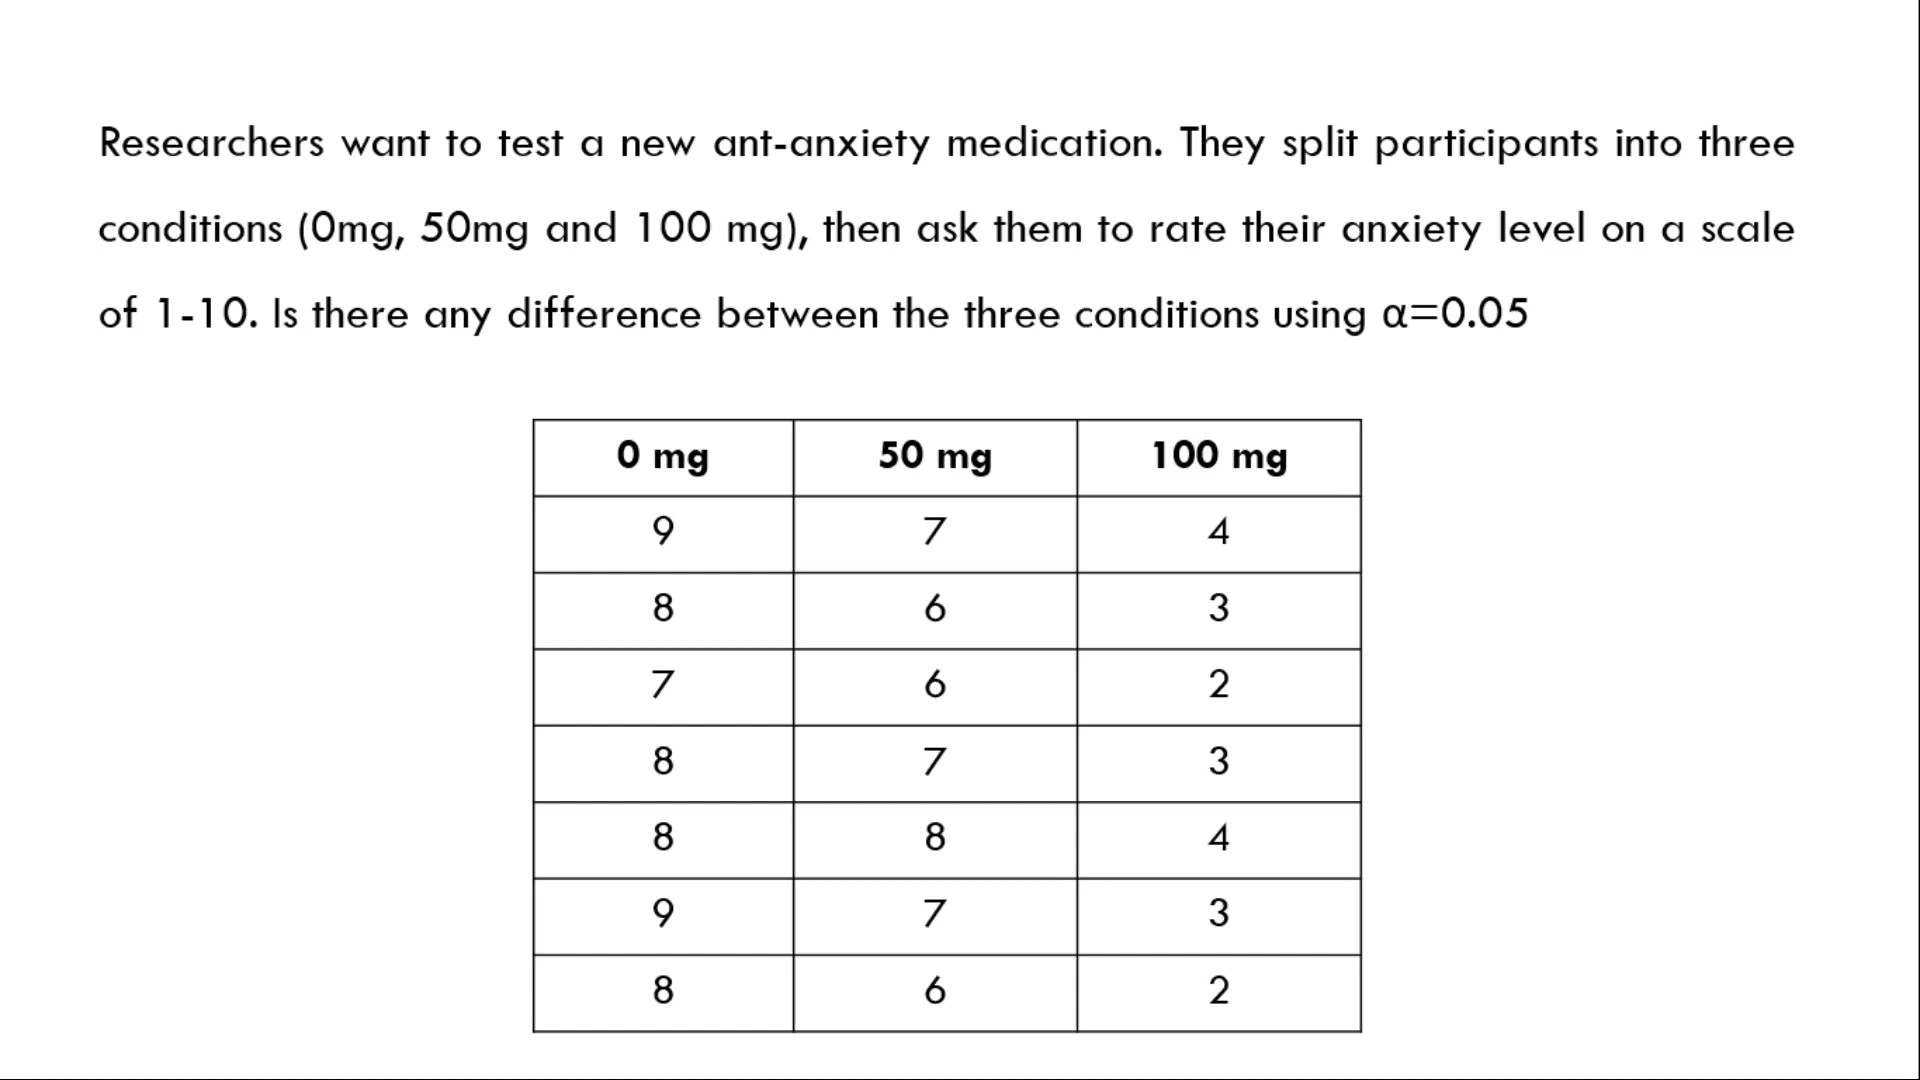 Researchers want to test a new ant-anxiety medication. They split participants into three
conditions (0mg, 50mg and 100 mg), then ask them to rate their anxiety level on a scale
of 1-10. Is there any difference between the three conditions using α=0.05
0 mg 50 mg 100 mg
9 7 4
8 6 3
7 6 2
8 7 3
8 8 4
9 7 3
8 6 2